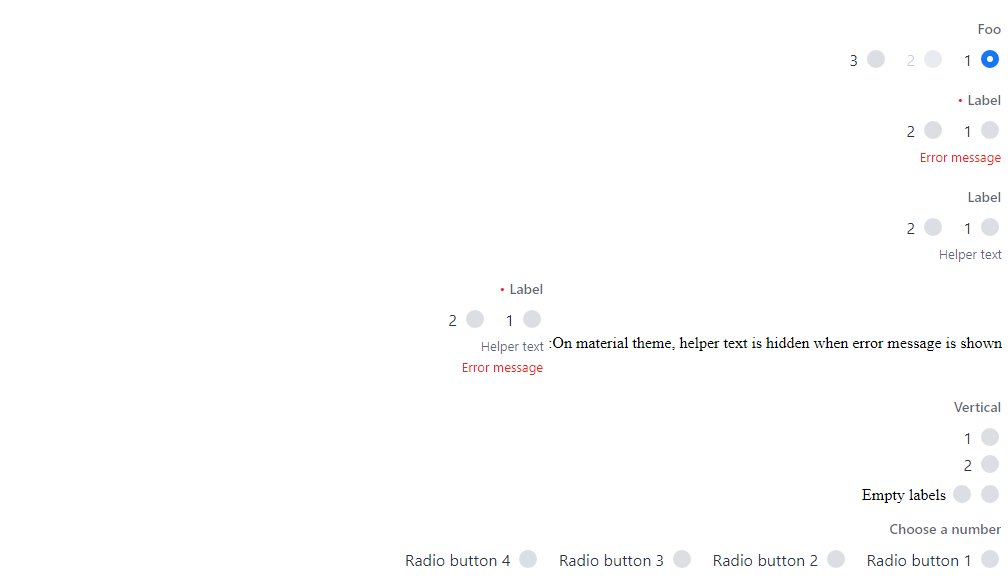 Foo
1 2 3
• Label
1 2
Error message
Label
1 2
Helper text
• Label
1 2
:On material theme, helper text is hidden when error message is shown
Helper text
Error message
Vertical
1
2
Empty labels
Choose a number
Radio button 1 Radio button 2 Radio button 3 Radio button 4